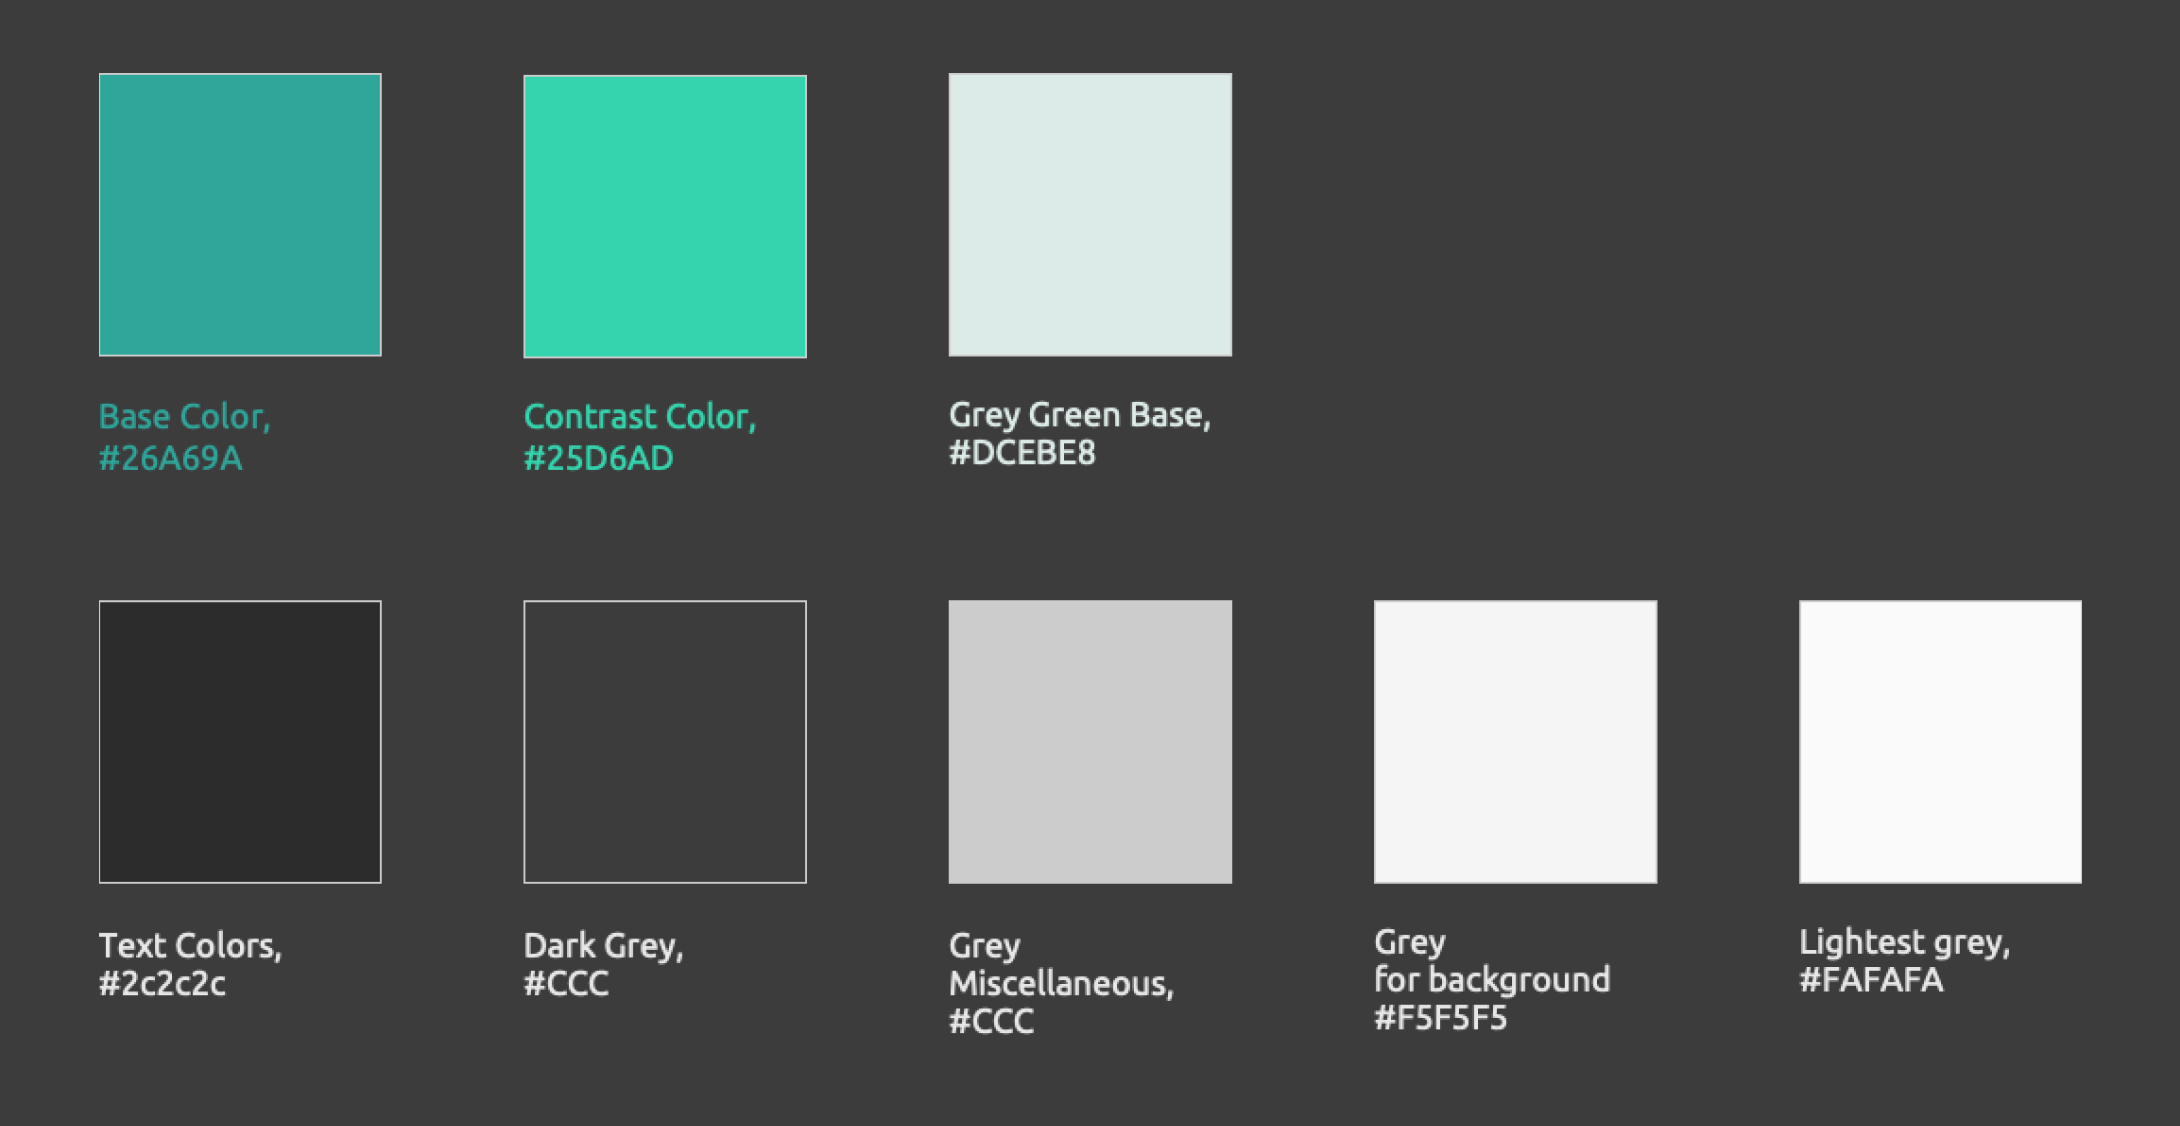 Base Color,
#26A69A
Contrast Color,
#25D6AD
Grey Green Base,
#DCEBE8
Text Colors,
#2c2c2c
Dark Grey,
#CCC
Grey
Miscellaneous,
#CCC
Grey
for background
#F5F5F5
Lightest grey,
#FAFAFA